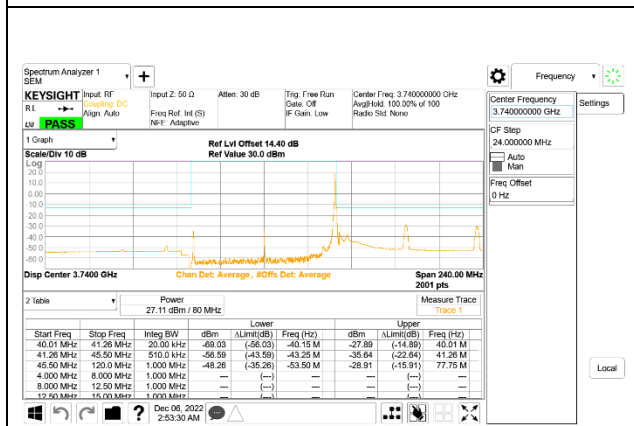 Spectrum Analyzer 1
SEM
Frequency
KEYSIGHT
Input: RF
Input Z: 50 Ω
Atten: 30 dB
Trig: Free Run
Center Freq: 3.740000000 GHz
RL
Coupling: DC
Gate: Off
Avg|Hold: 100.00% of 100
Align: Auto
Freq Ref: Int (S)
IF Gain: Low
Radio Std: None
NFE: Adaptive
PASS
Center Frequency
3.740000000 GHz
Settings
CF Step
24.000000 MHz
Auto
Man
Freq Offset
0 Hz
1 Graph
Ref Lvl Offset 14.40 dB
Scale/Div 10 dB
Ref Value 30.0 dBm
Log
20.0
10.0
0.00
-10.0
-20.0
-30.0
-40.0
-50.0
-60.0
Disp Center 3.7400 GHz
Chan Det: Average, #Offs Det: Average
Span 240.00 MHz
2001 pts
2 Table
Power
27.11 dBm / 80 MHz
Measure Trace
Trace 1
Lower Upper
Start Freq Stop Freq Integ BW dBm ΔLimit(dB) Freq (Hz) dBm ΔLimit(dB) Freq (Hz)
40.01 MHz 41.26 MHz 20.00 kHz -69.03 (-56.03) -40.15 M -27.89 (-14.89) 40.01 M
41.26 MHz 45.50 MHz 510.0 kHz -56.59 (-43.59) -43.25 M -35.64 (-22.64) 41.26 M
45.50 MHz 120.0 MHz 1.000 MHz -48.26 (-35.26) -53.50 M -28.91 (-15.91) 77.75 M
4.000 MHz 8.000 MHz 1.000 MHz --- (---) --- --- (---) ---
8.000 MHz 12.50 MHz 1.000 MHz --- (---) --- --- (---) ---
12.50 MHz 15.00 MHz 1.000 MHz --- (---) --- --- (---) ---
Local
Dec 06, 2022
2:53:30 AM